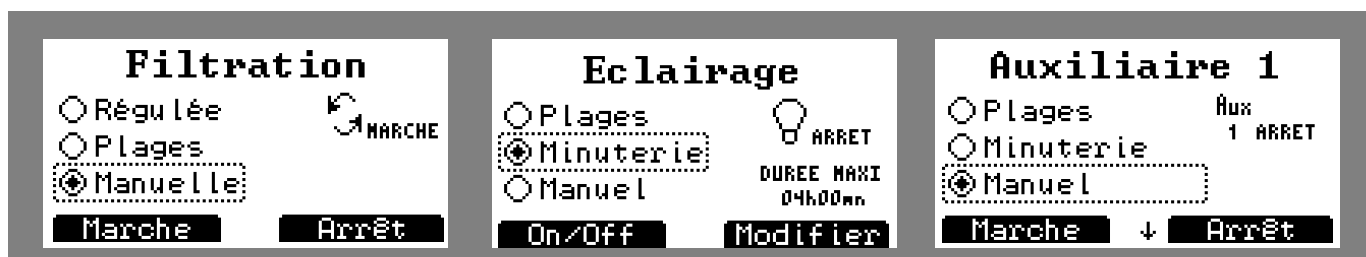 Filtration
Régulée
MARCHE
Plages
Manuelle
Marche
Arrêt
Eclairage
Plages
ARRET
Minuterie
DUREE MAXI
Manuel
04h00mn
On/Off
Modifier
Auxiliaire 1
Plages
Aux
1 ARRET
Minuterie
Manuel
Marche ↓ Arrêt